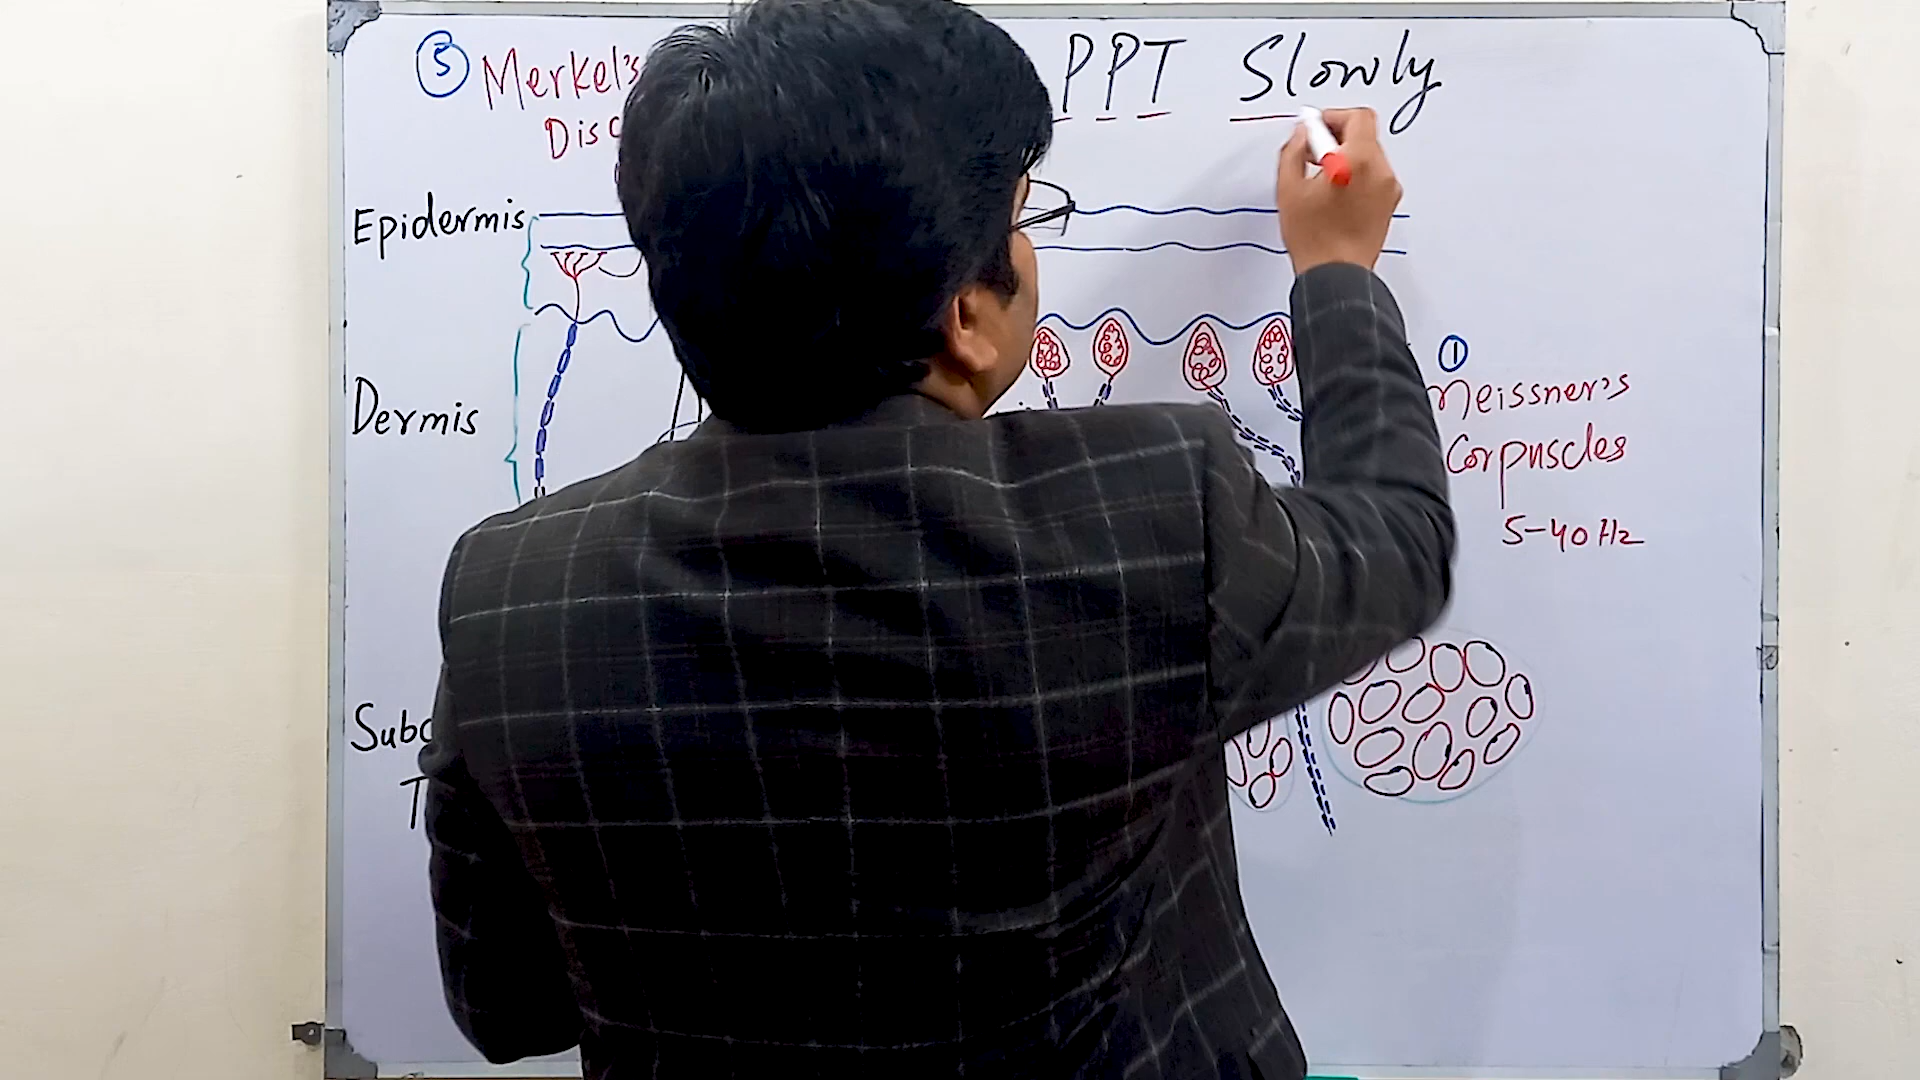 ⑤ Merkel's
Disc
PPT Slowly
Epidermis
Dermis
①
Meissner's
Corpuscles
5-40 Hz
Subc
T